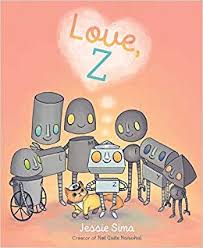 Love,
Z
Jessie Sima
Creator of Not Quite Narwhal